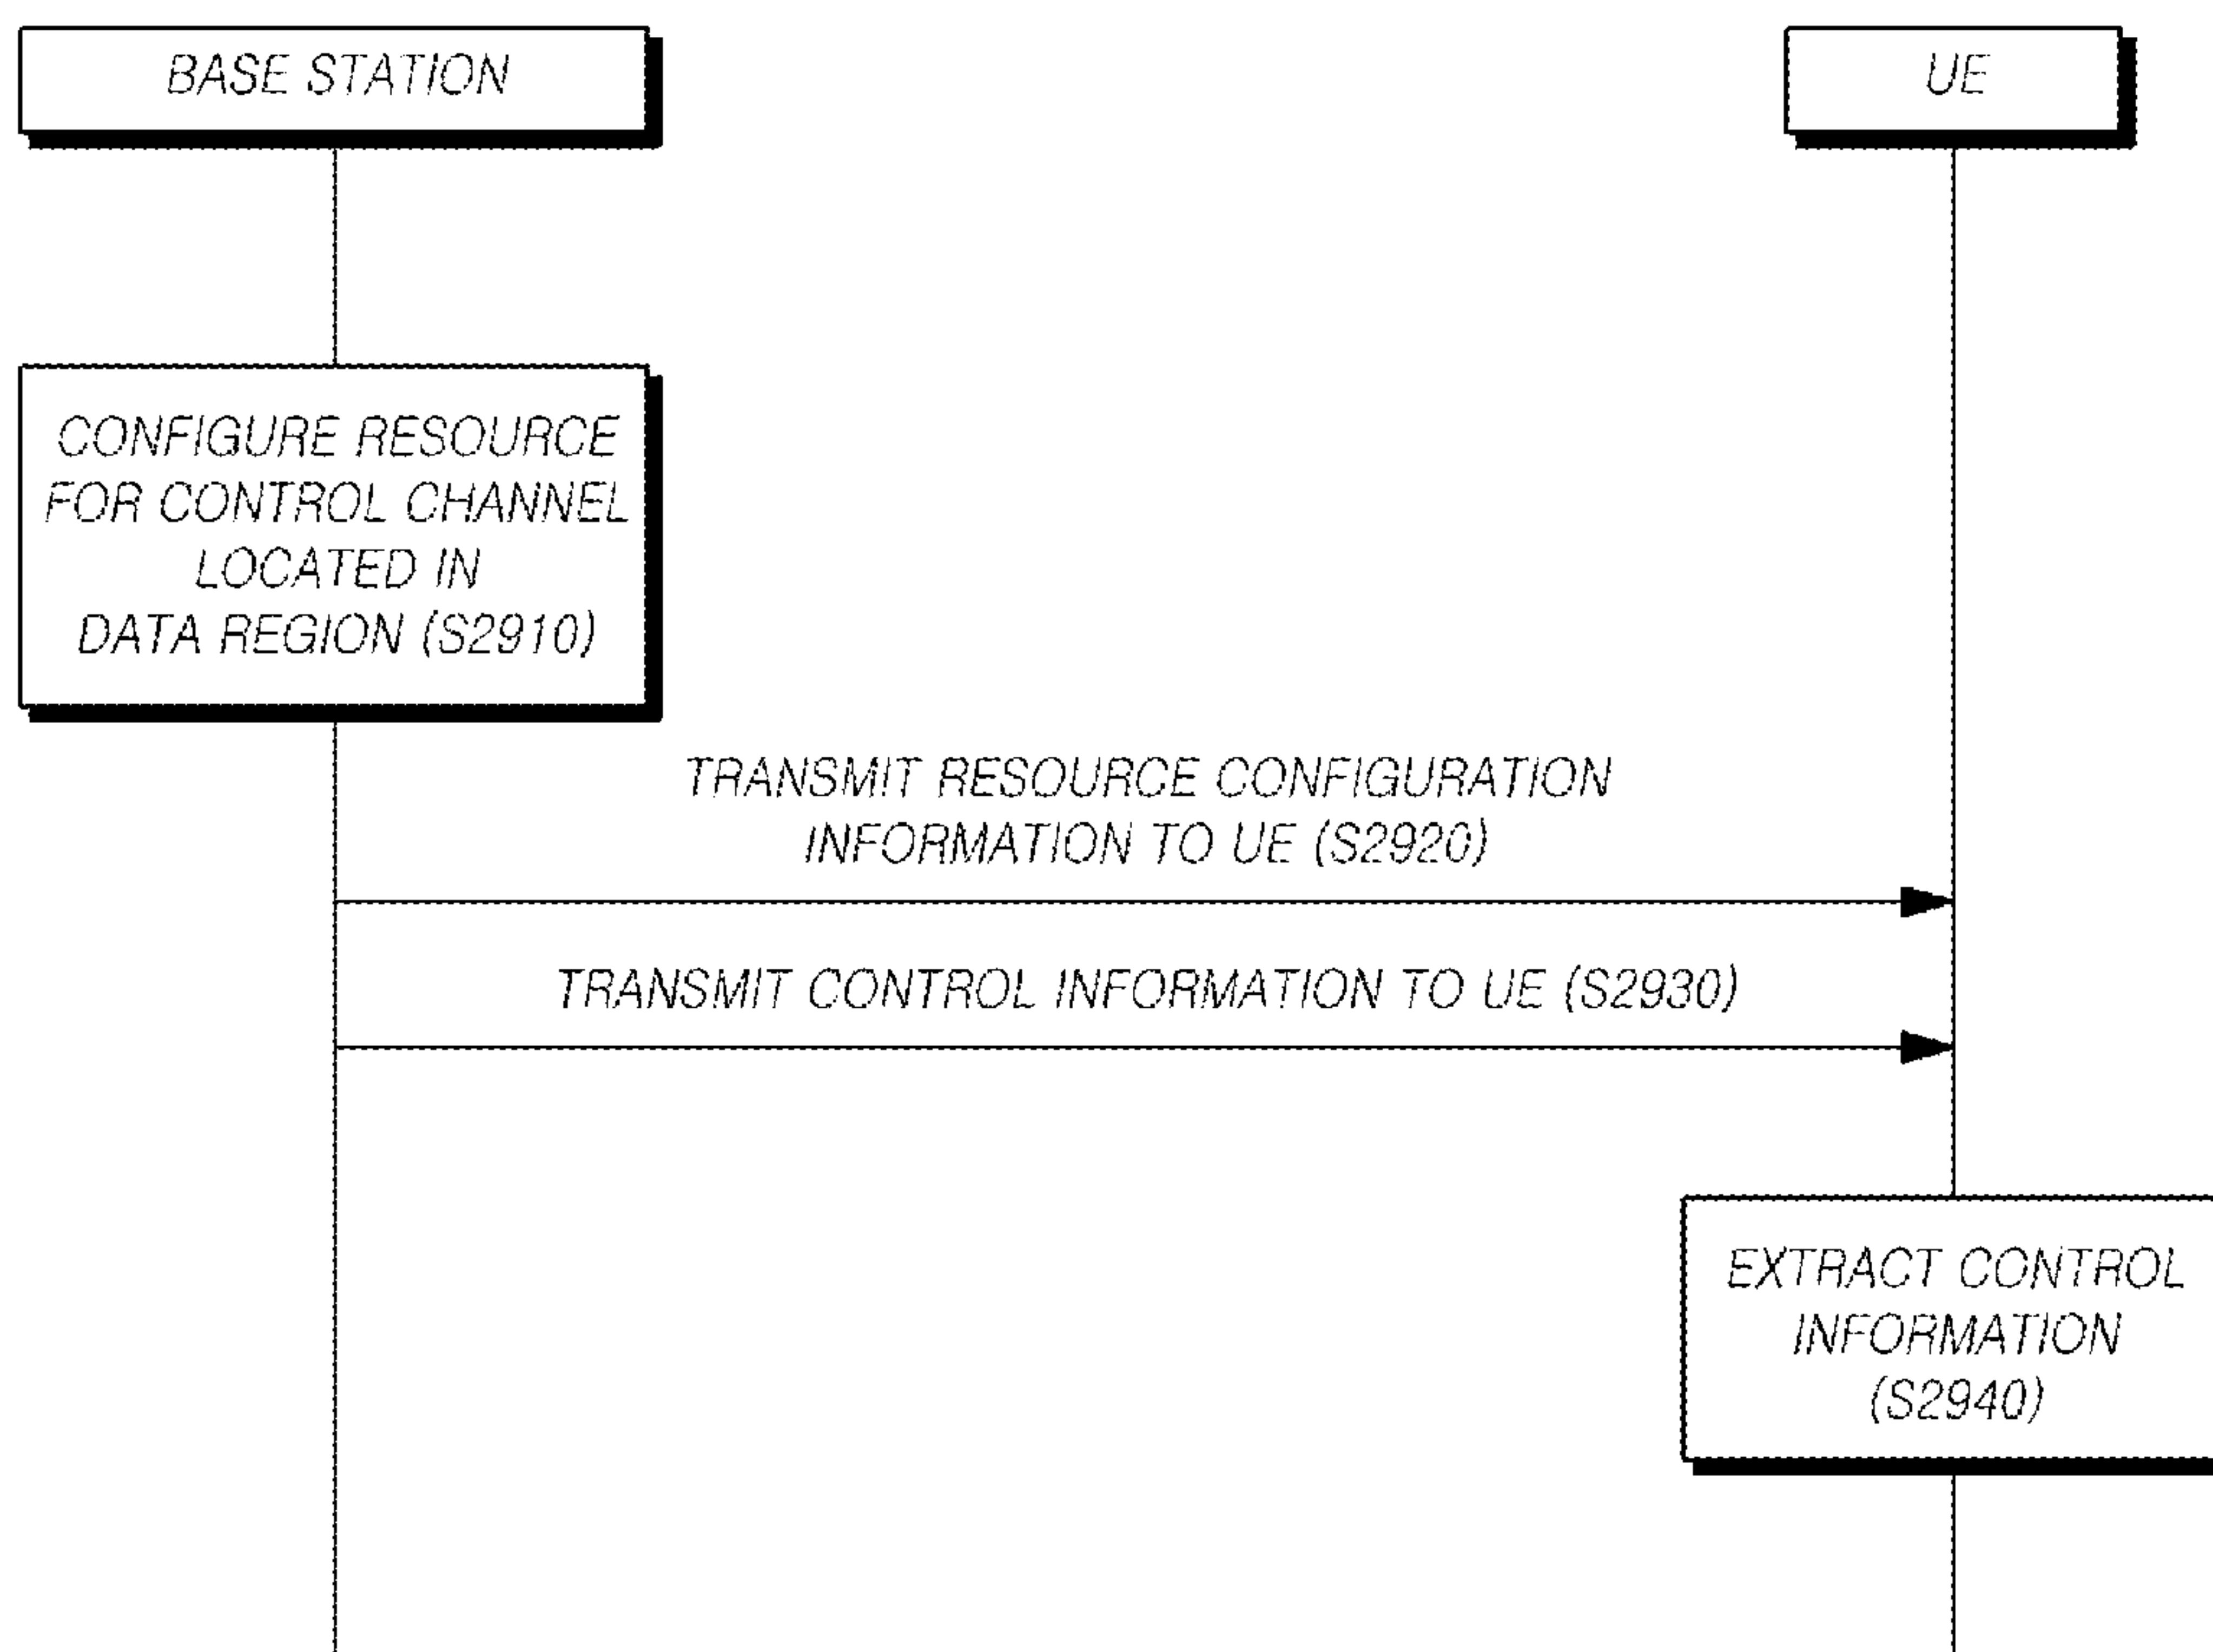 BASE STATION
UE
CONFIGURE RESOURCE
FOR CONTROL CHANNEL
LOCATED IN
DATA REGION (S2910)
TRANSMIT RESOURCE CONFIGURATION
INFORMATION TO UE (S2920)
TRANSMIT CONTROL INFORMATION TO UE (S2930)
EXTRACT CONTROL
INFORMATION
(S2940)